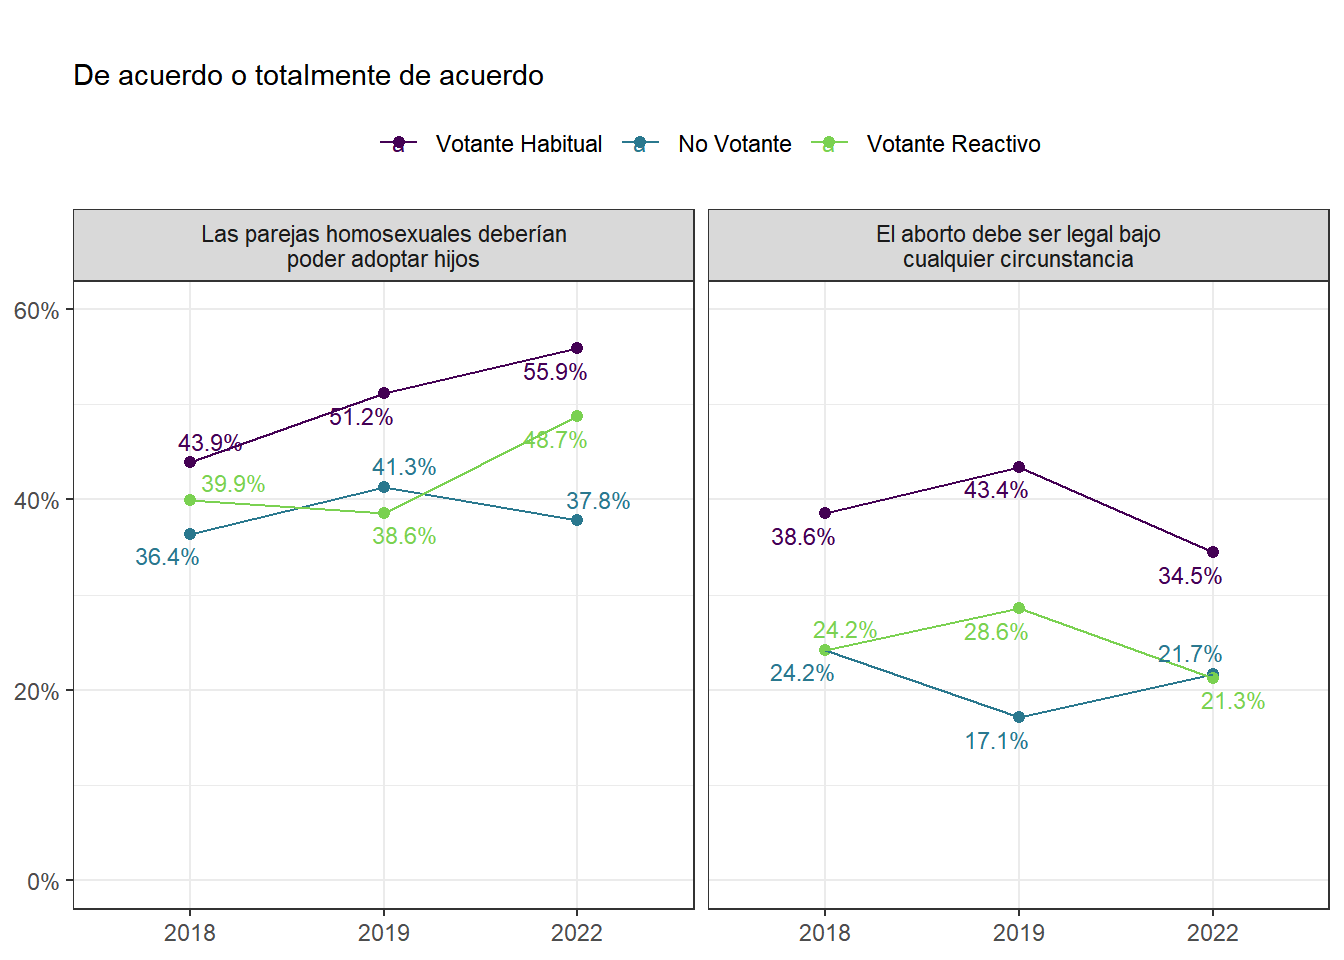 De acuerdo o totalmente de acuerdo
a Votante Habitual a No Votante a Votante Reactivo
Las parejas homosexuales deberían
poder adoptar hijos
El aborto debe ser legal bajo
cualquier circunstancia
60%
40%
20%
0%
43.9%
51.2%
55.9%
39.9%
38.6%
48.7%
36.4%
41.3%
37.8%
2018 2019 2022
38.6%
43.4%
34.5%
24.2%
28.6%
21.3%
24.2%
17.1%
21.7%
2018 2019 2022